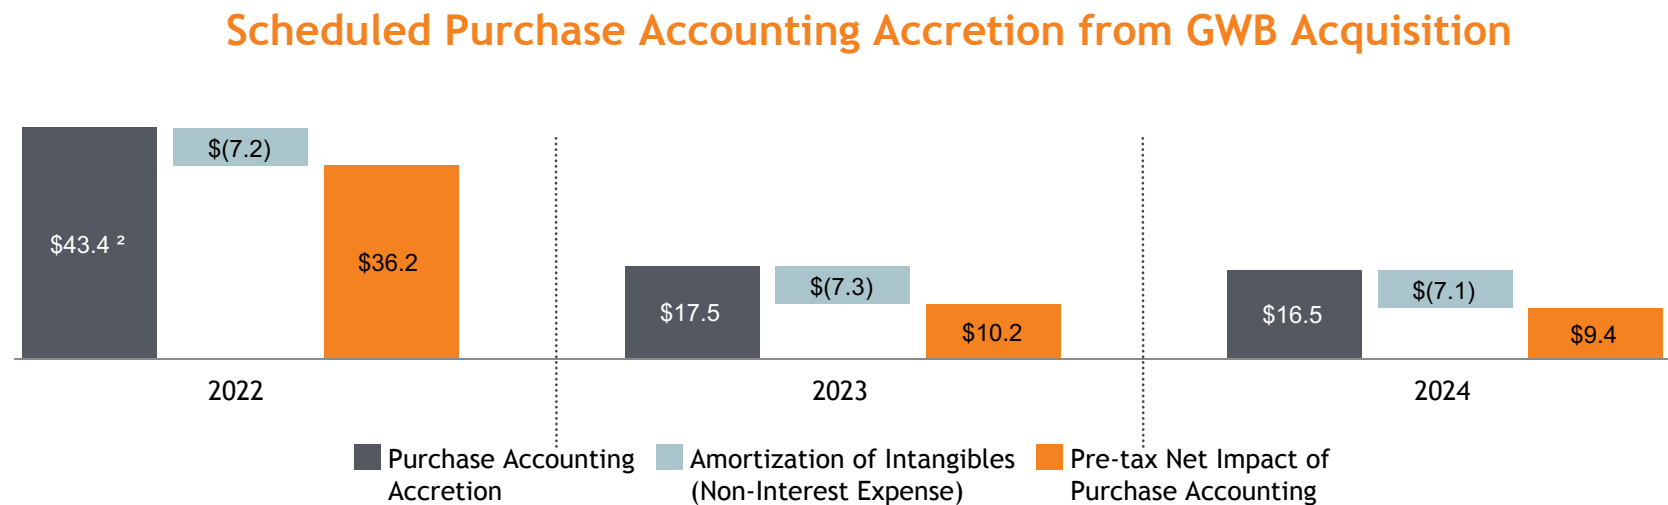 Scheduled Purchase Accounting Accretion from GWB Acquisition
$43.4 ²
$(7.2)
$36.2
$17.5
$(7.3)
$10.2
$16.5
$(7.1)
$9.4
2022
2023
2024
Purchase Accounting
Accretion
Amortization of Intangibles
(Non-Interest Expense)
Pre-tax Net Impact of
Purchase Accounting